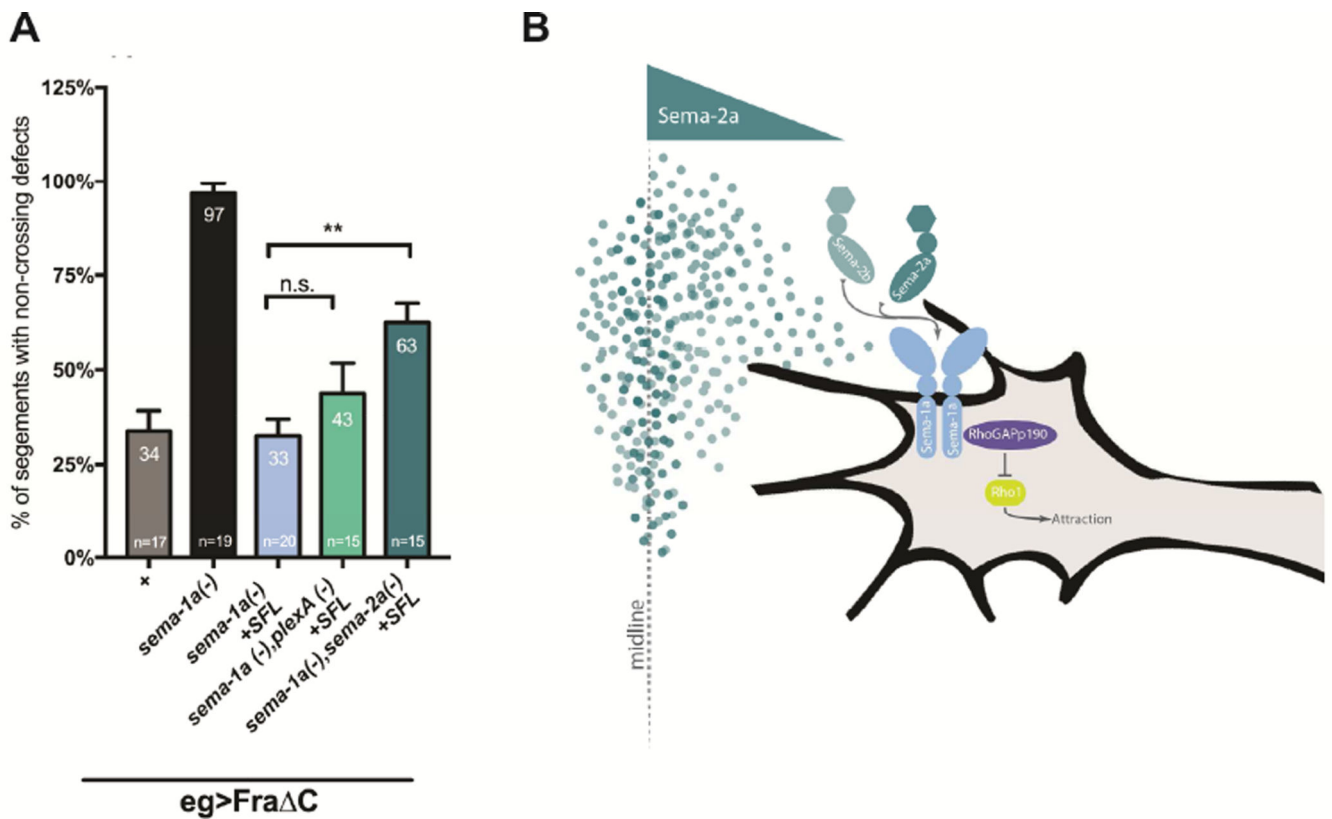 A
B
% of segements with non-crossing defects
125%
100%
75%
50%
25%
0%
34
97
33
43
63
n.s.
**
n=17
n=19
n=20
n=15
n=15
+
sema-1a(-)
sema-1a(-)
+SFL
sema-1a (-),plexA (-)
+SFL
sema-1a(-),sema-2a(-)
+SFL
eg>FraΔC
Sema-2a
Sema-2b
Sema-2a
Sema-1a
Sema-1a
RhoGAPp190
Rho1
Attraction
midline